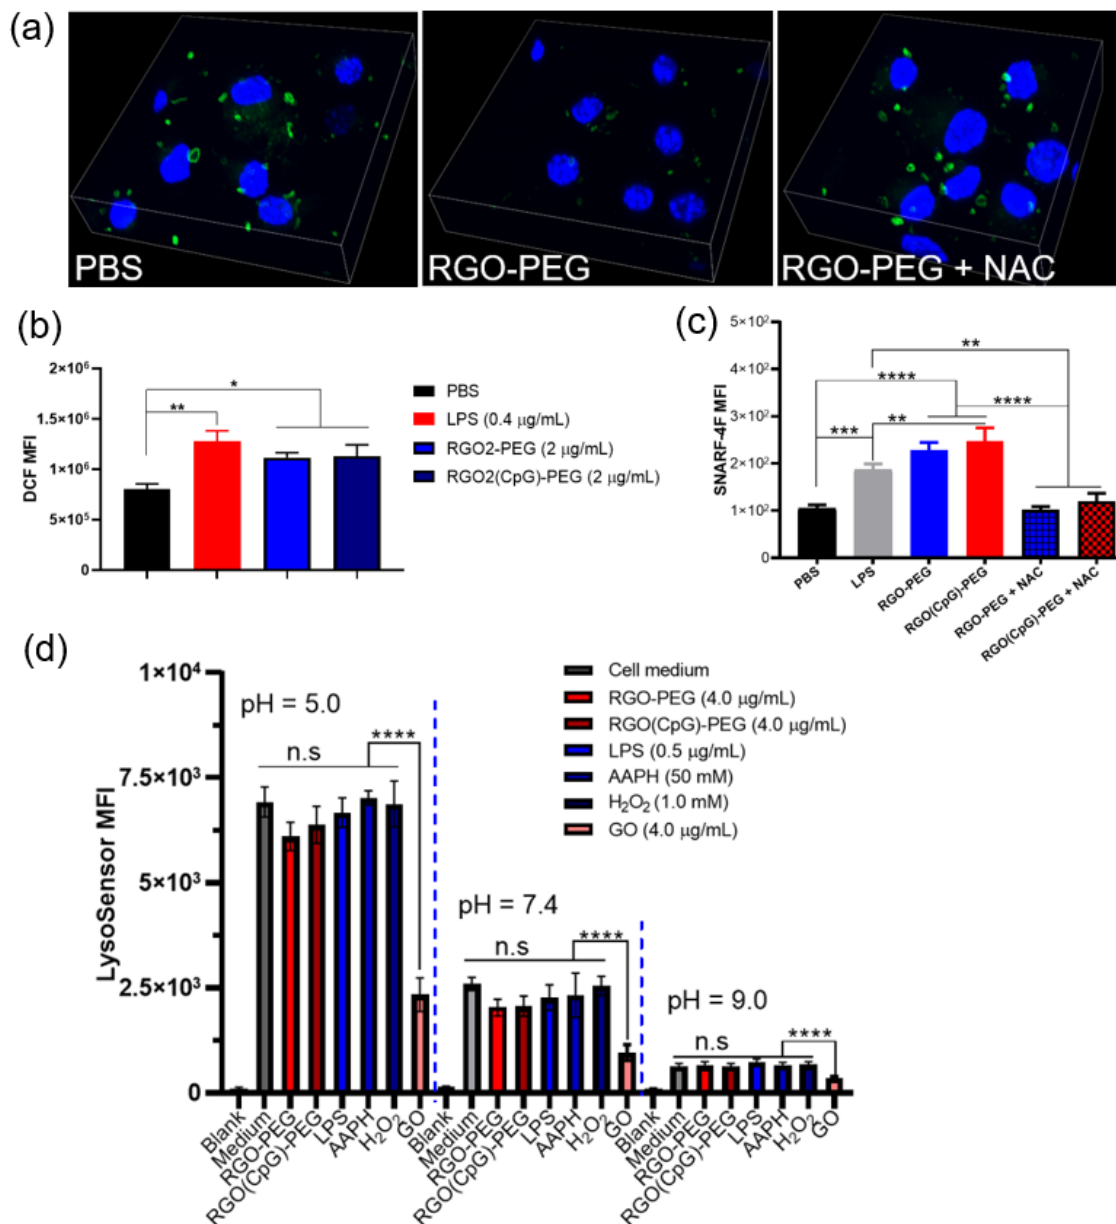 (a)
PBS
RGO-PEG
RGO-PEG + NAC
(b)
2×10⁶
1.5×10⁶
1×10⁶
5×10⁵
0
DCF MFI
*
**
PBS
LPS (0.4 µg/mL)
RGO2-PEG (2 µg/mL)
RGO2(CpG)-PEG (2 µg/mL)
(c)
5×10²
4×10²
3×10²
2×10²
1×10²
0
SNARF-4F MFI
**
****
****
***
**
PBS
LPS
RGO-PEG
RGO(CpG)-PEG
RGO-PEG + NAC
RGO(CpG)-PEG + NAC
(d)
1×10⁴
7.5×10³
5×10³
2.5×10³
0
LysoSensor MFI
pH = 5.0
****
n.s
pH = 7.4
****
n.s
pH = 9.0
****
n.s
Cell medium
RGO-PEG (4.0 µg/mL)
RGO(CpG)-PEG (4.0 µg/mL)
LPS (0.5 µg/mL)
AAPH (50 mM)
H₂O₂ (1.0 mM)
GO (4.0 µg/mL)
Blank
Medium
RGO-PEG
RGO(CpG)-PEG
LPS
AAPH
H₂O₂
GO
Blank
Medium
RGO-PEG
RGO(CpG)-PEG
LPS
AAPH
H₂O₂
GO
Blank
Medium
RGO-PEG
RGO(CpG)-PEG
LPS
AAPH
H₂O₂
GO